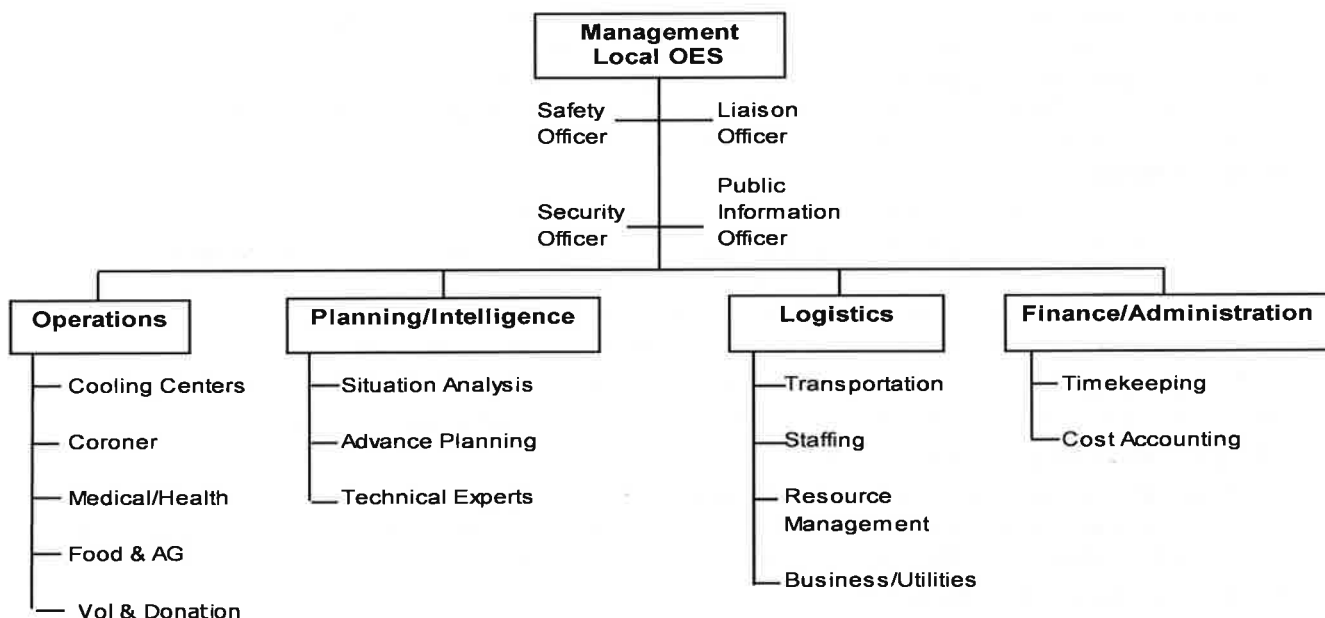 Management
Local OES
Safety
Officer
Liaison
Officer
Security
Officer
Public
Information
Officer
Operations
Cooling Centers
Coroner
Medical/Health
Food & AG
Vol & Donation
Planning/Intelligence
Situation Analysis
Advance Planning
Technical Experts
Logistics
Transportation
Staffing
Resource
Management
Business/Utilities
Finance/Administration
Timekeeping
Cost Accounting